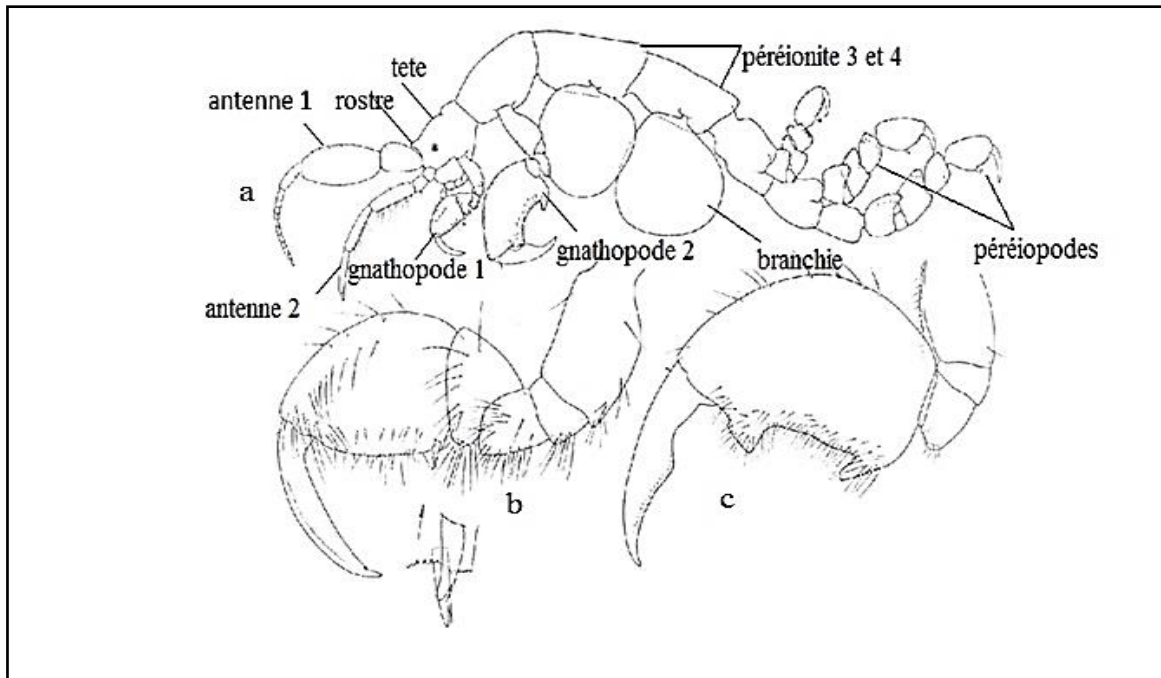 péréionite 3 et 4
tete
antenne 1
rostre
a
gnathopode 1
gnathopode 2
branchie
péréiopodes
antenne 2
b
c